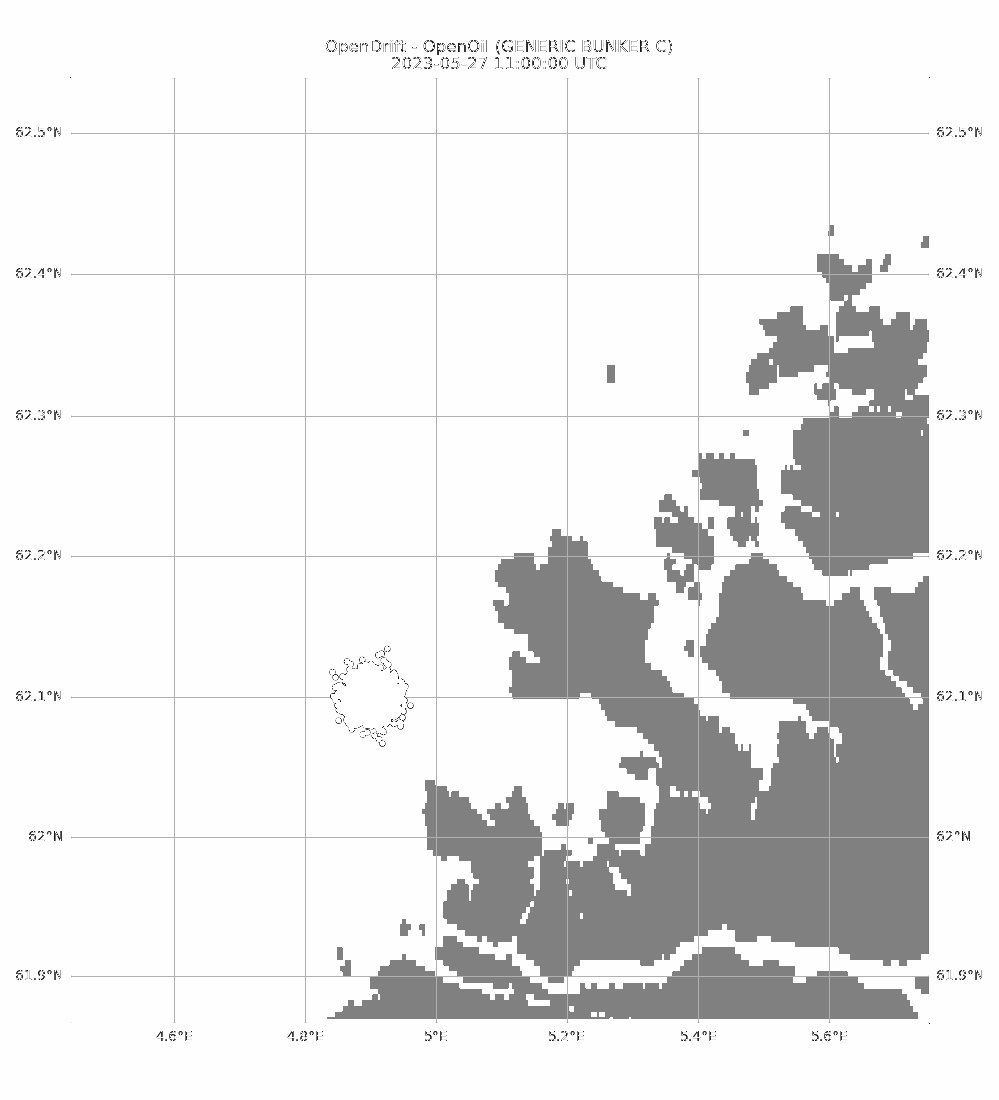 OpenDrift - OpenOil (GENERIC BUNKER C)
2023-05-27 11:00:00 UTC
62.5°N 62.5°N
62.4°N 62.4°N
62.3°N 62.3°N
62.2°N 62.2°N
62.1°N 62.1°N
62°N 62°N
61.9°N 61.9°N
4.6°E 4.8°E 5°E 5.2°E 5.4°E 5.6°E